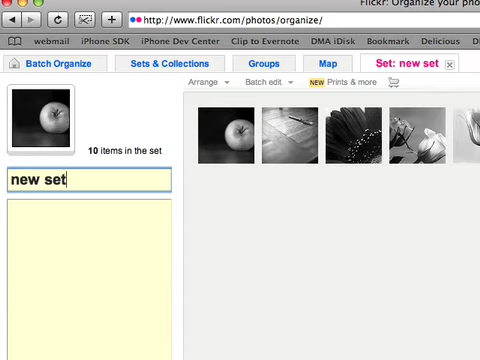 Flickr: Organize your pho
http://www.flickr.com/photos/organize/
webmail iPhone SDK iPhone Dev Center Clip to Evernote DMA iDisk Bookmark Delicious D
Batch Organize Sets & Collections Groups Map Set: new set
Arrange Batch edit NEW Prints & more
10 items in the set
new set